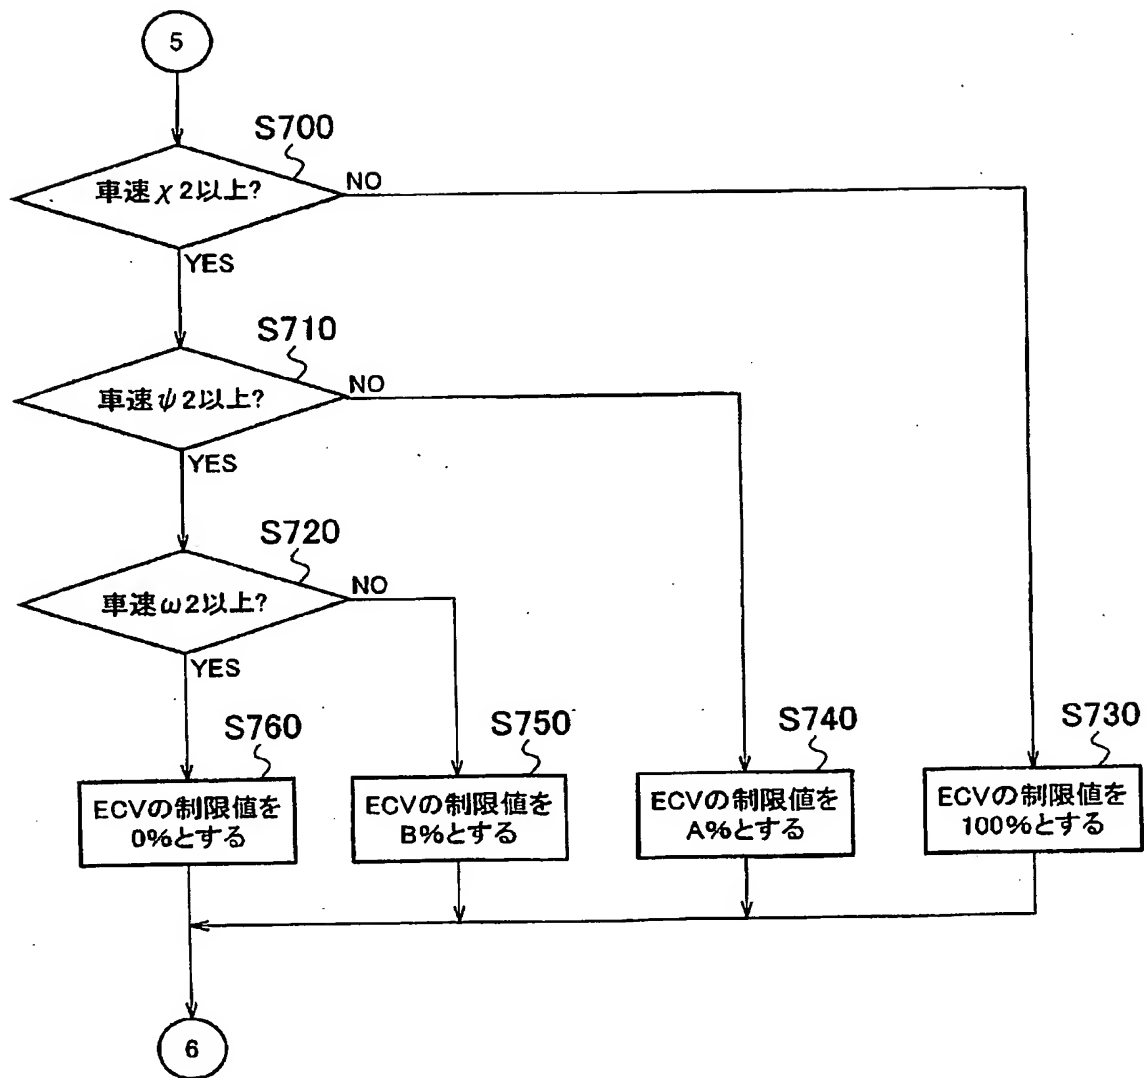 5
S700
車速χ2以上?
NO
YES
S710
車速ψ2以上?
NO
YES
S720
車速ω2以上?
NO
YES
S760
ECVの制限値を
0%とする
S750
ECVの制限値を
B%とする
S740
ECVの制限値を
A%とする
S730
ECVの制限値を
100%とする
6